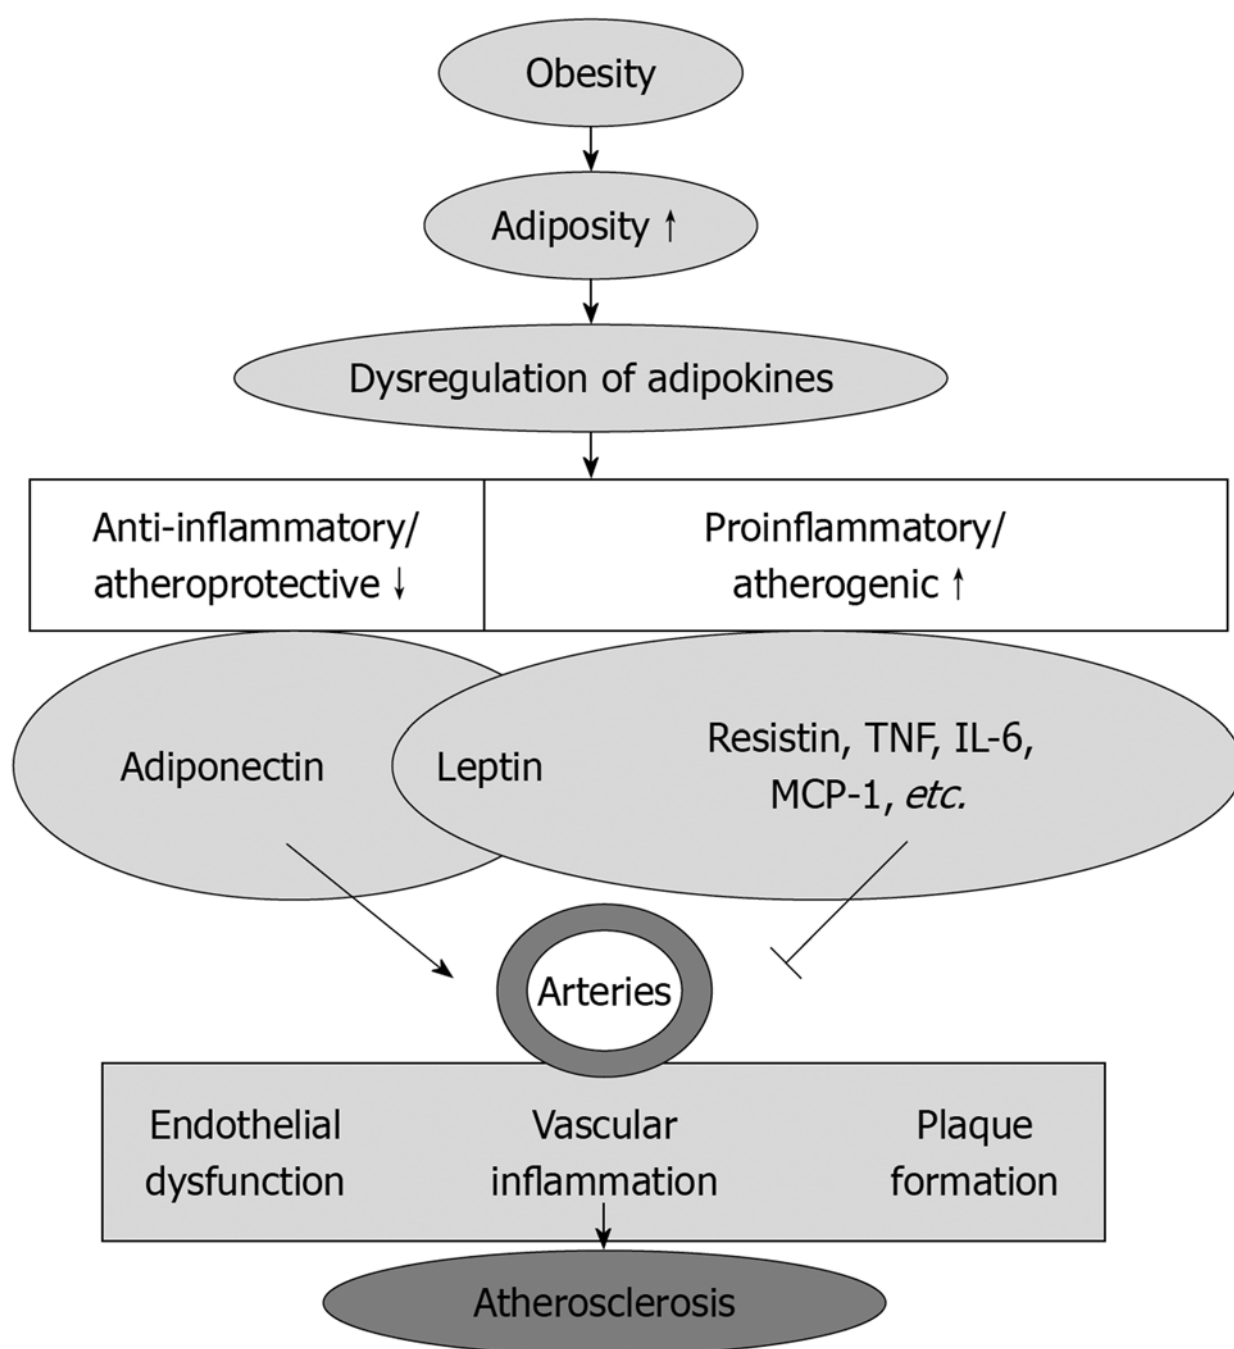 Obesity
Adiposity ↑
Dysregulation of adipokines
Anti-inflammatory/
atheroprotective ↓
Proinflammatory/
atherogenic ↑
Adiponectin
Leptin
Resistin, TNF, IL-6,
MCP-1, etc.
Arteries
Endothelial
dysfunction
Vascular
inflammation
Plaque
formation
Atherosclerosis